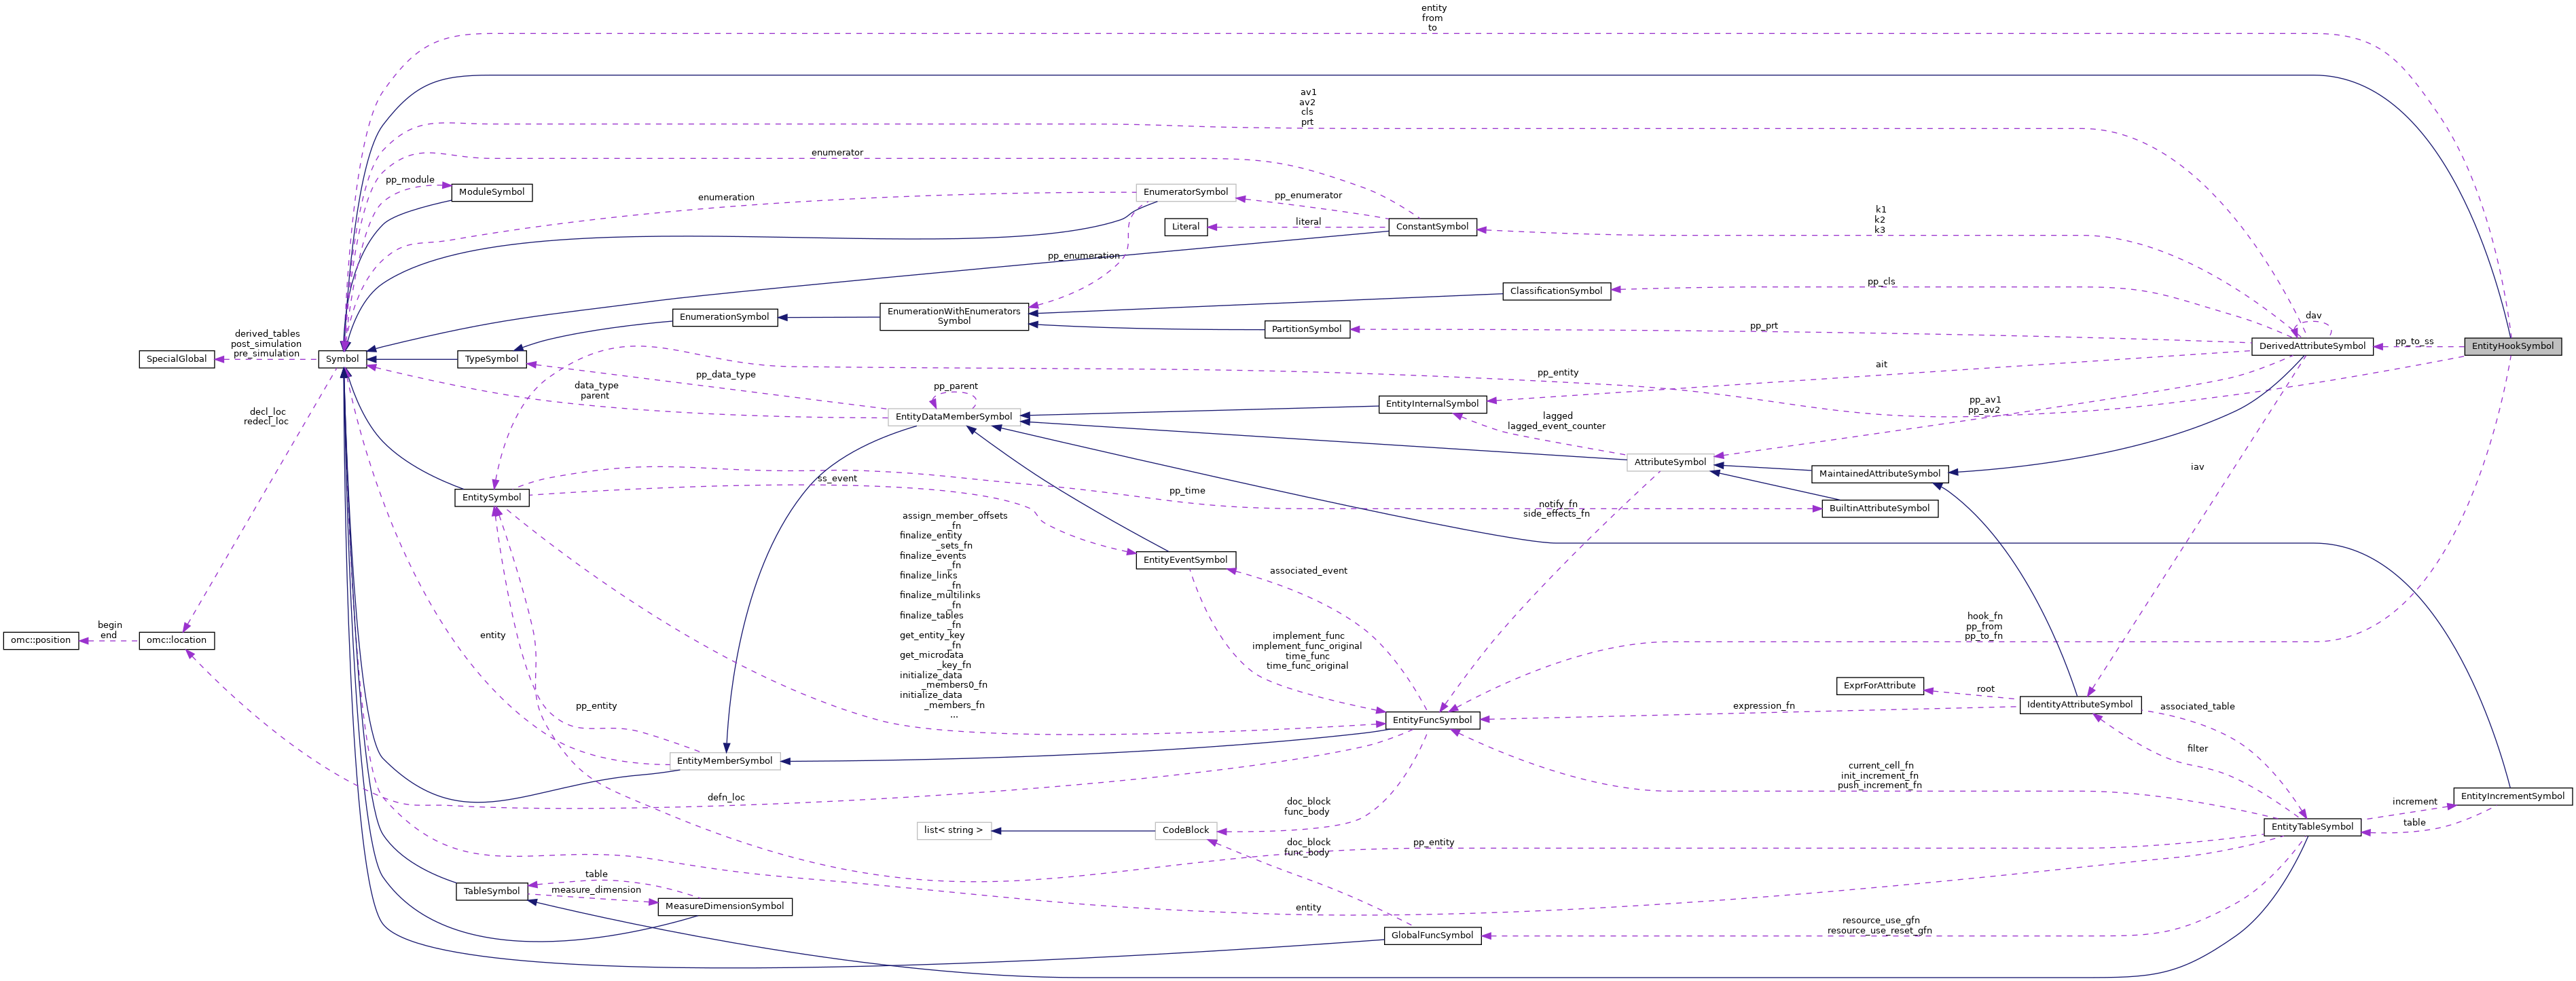 entity
from
to
av1
av2
cls
prt
enumerator
pp_module
ModuleSymbol
enumeration
EnumeratorSymbol
pp_enumerator
Literal
literal
ConstantSymbol
k1
k2
k3
pp_enumeration
ClassificationSymbol
pp_cls
EnumerationSymbol
EnumerationWithEnumerators
Symbol
PartitionSymbol
pp_prt
dav
derived_tables
post_simulation
pre_simulation
SpecialGlobal
Symbol
TypeSymbol
DerivedAttributeSymbol
pp_to_ss
EntityHookSymbol
pp_data_type
pp_entity
ait
data_type
parent
pp_parent
EntityDataMemberSymbol
EntityInternalSymbol
pp_av1
pp_av2
decl_loc
redecl_loc
lagged
lagged_event_counter
AttributeSymbol
MaintainedAttributeSymbol
iav
ss_event
EntitySymbol
pp_time
notify_fn
side_effects_fn
BuiltinAttributeSymbol
assign_member_offsets
_fn
finalize_entity
_sets_fn
finalize_events
_fn
finalize_links
_fn
finalize_multilinks
_fn
finalize_tables
_fn
get_entity_key
_fn
get_microdata
_key_fn
initialize_data
_members0_fn
initialize_data
_members_fn
...
EntityEventSymbol
associated_event
omc::position
begin
end
omc::location
entity
implement_func
implement_func_original
time_func
time_func_original
hook_fn
pp_from
pp_to_fn
ExprForAttribute
root
IdentityAttributeSymbol
pp_entity
EntityFuncSymbol
expression_fn
associated_table
EntityMemberSymbol
filter
defn_loc
current_cell_fn
init_increment_fn
push_increment_fn
EntityIncrementSymbol
increment
table
doc_block
func_body
list< string >
CodeBlock
EntityTableSymbol
doc_block
func_body
pp_entity
table
TableSymbol
measure_dimension
MeasureDimensionSymbol
entity
GlobalFuncSymbol
resource_use_gfn
resource_use_reset_gfn